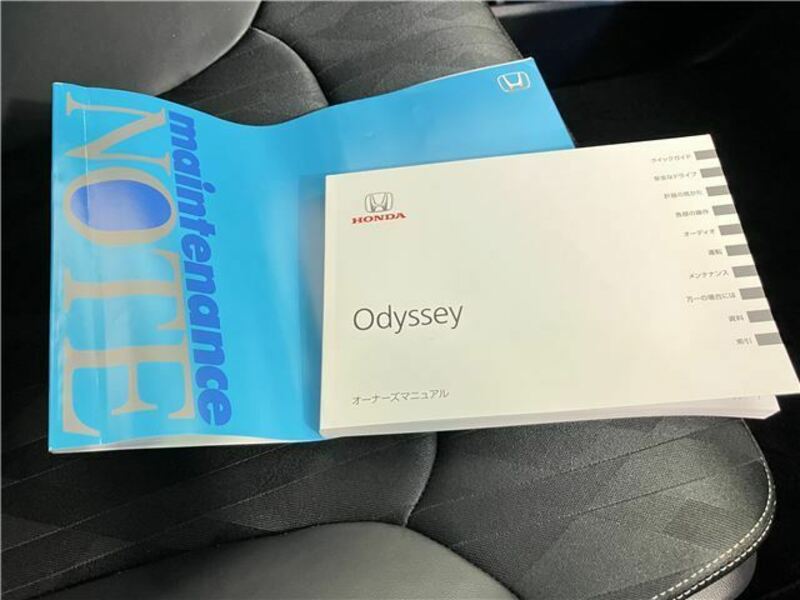 maintenance
NOTE
HONDA
Odyssey
オーナーズマニュアル
クイックガイド
安全なドライブ
計器の見かた
各部の操作
オーディオ
運転
メンテナンス
万一の場合には
資料
索引